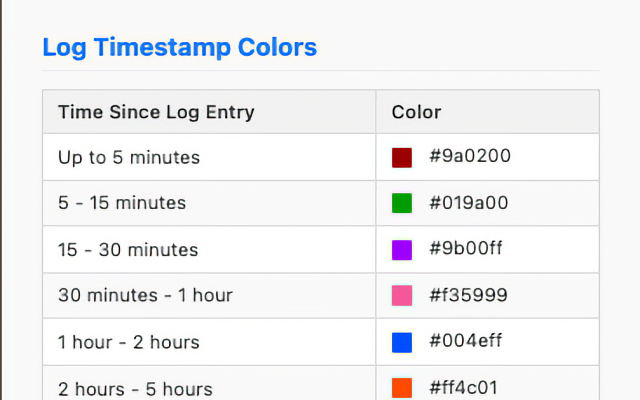 Log Timestamp Colors
Time Since Log Entry Color
Up to 5 minutes #9a0200
5 - 15 minutes #019a00
15 - 30 minutes #9b00ff
30 minutes - 1 hour #f35999
1 hour - 2 hours #004eff
2 hours - 5 hours #ff4c01